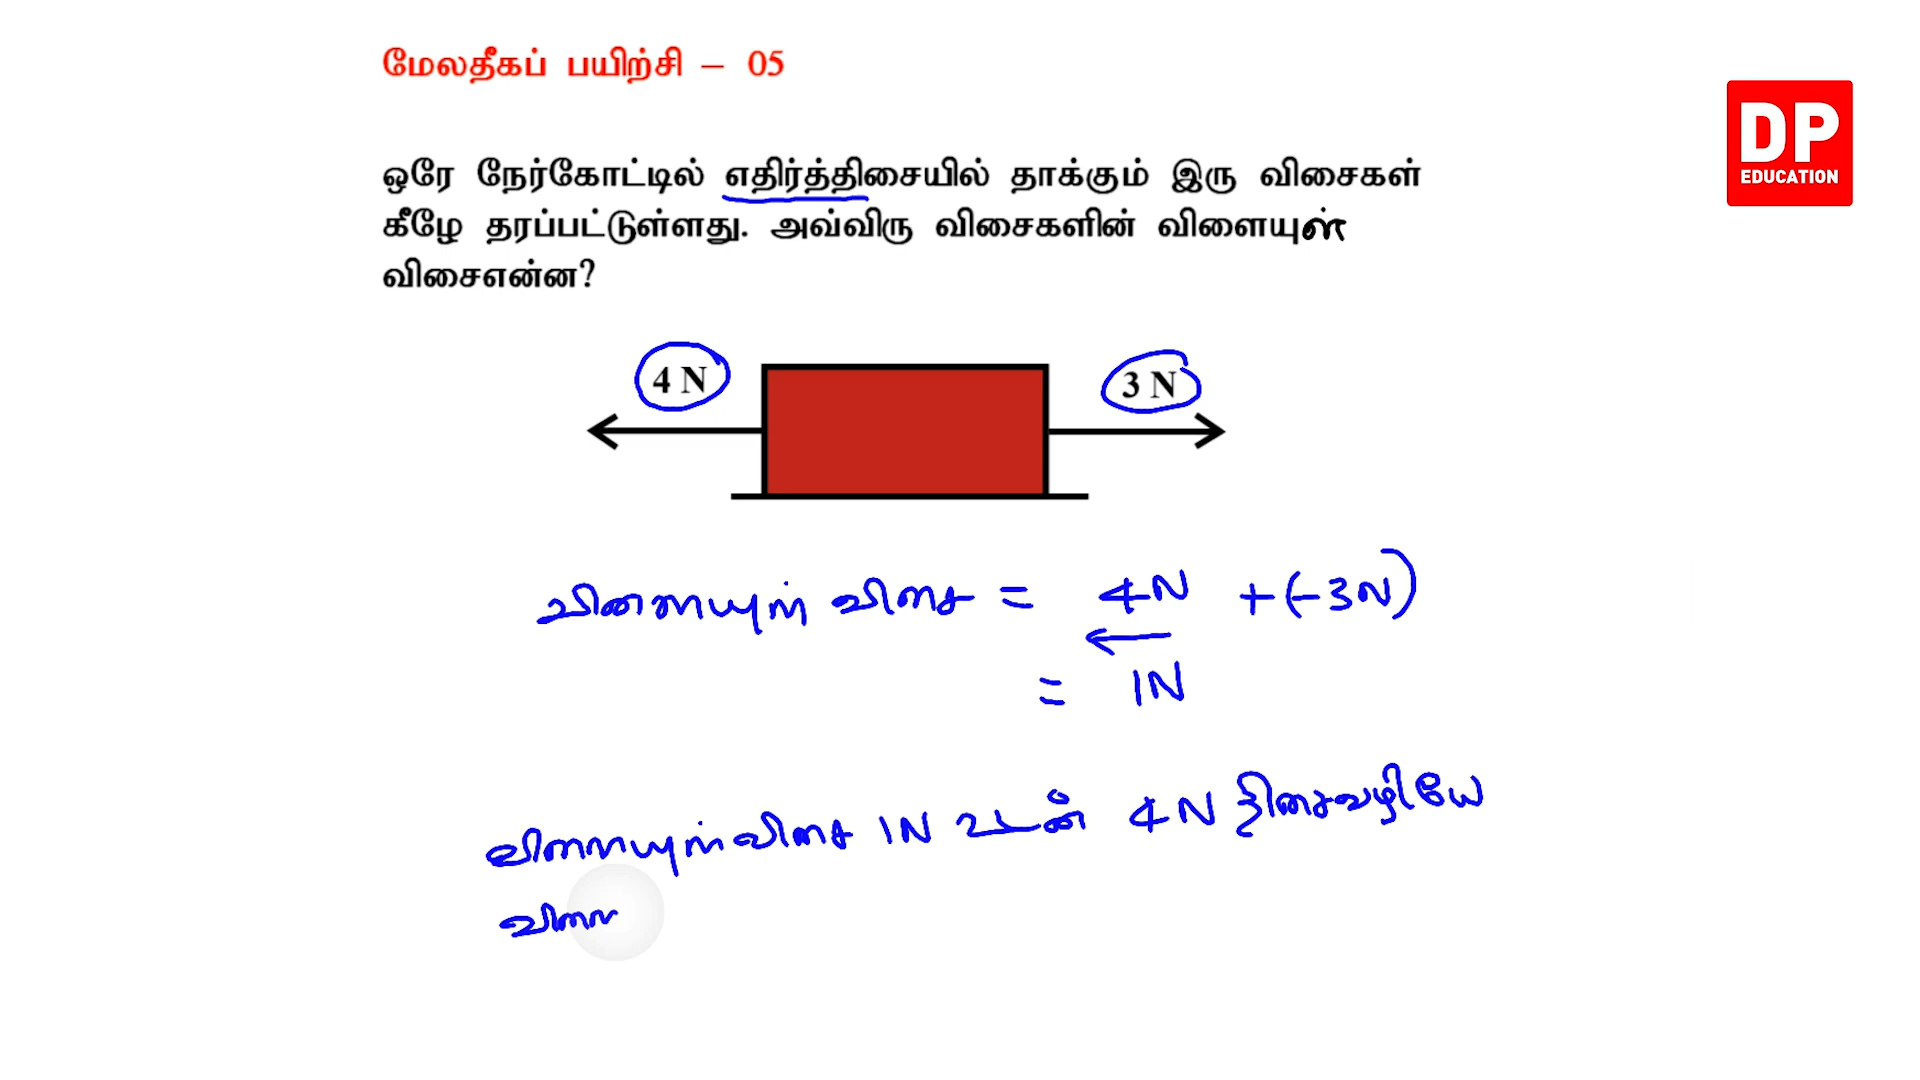 மேலதீகப் பயிற்சி – 05
DP
EDUCATION
ஒரே நேர்கோட்டில் எதிர்த்திசையில் தாக்கும் இரு விசைகள்
கீழே தரப்பட்டுள்ளது. அவ்விரு விசைகளின் விளையுள்
விசைஎன்ன?
4 N
3 N
விளையுள் விசை = 4N + (-3N)
= 1N
விளையுள் விசை 1N உடன் 4N திசைவழியே
விளை